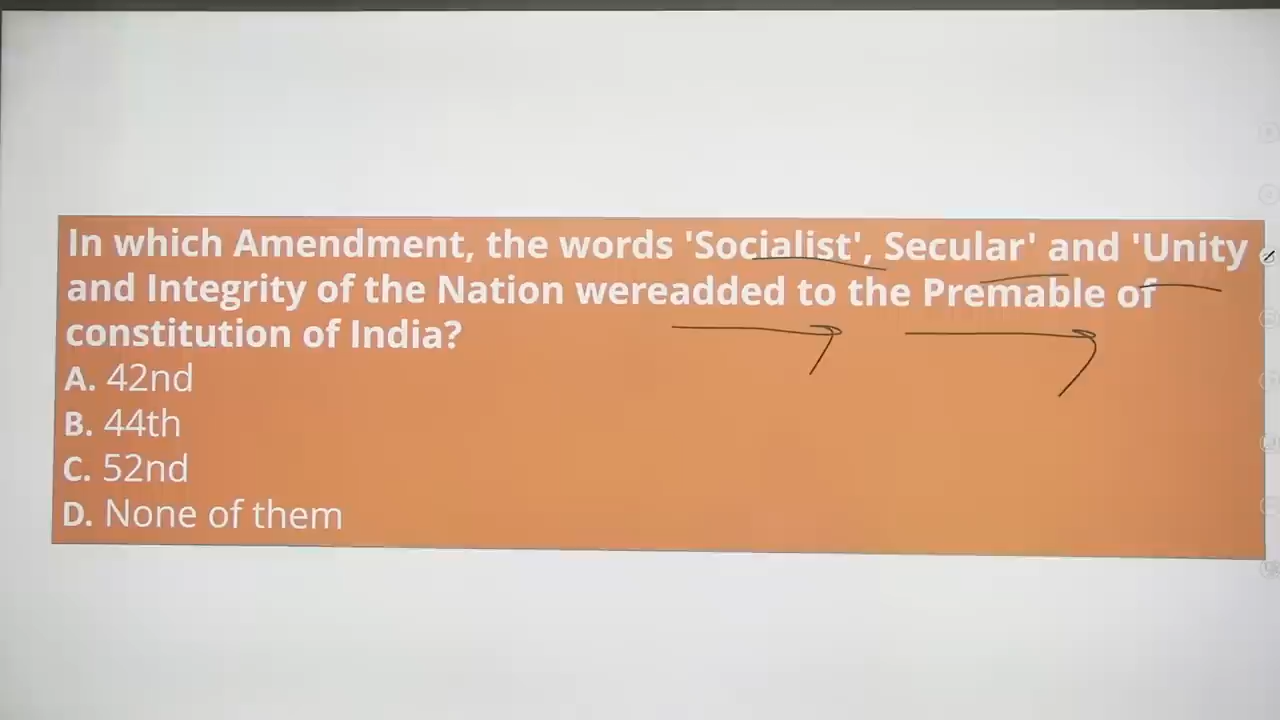 In which Amendment, the words 'Socialist', Secular' and 'Unity
and Integrity of the Nation wereadded to the Premable of
constitution of India?
A. 42nd
B. 44th
C. 52nd
D. None of them